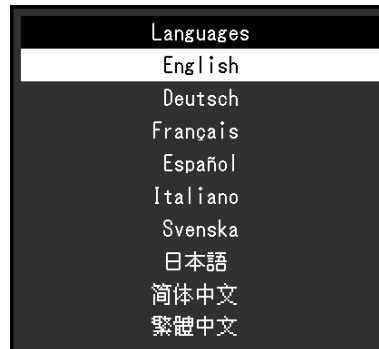 Languages
English
Deutsch
Français
Español
Italiano
Svenska
日本語
简体中文
繁體中文